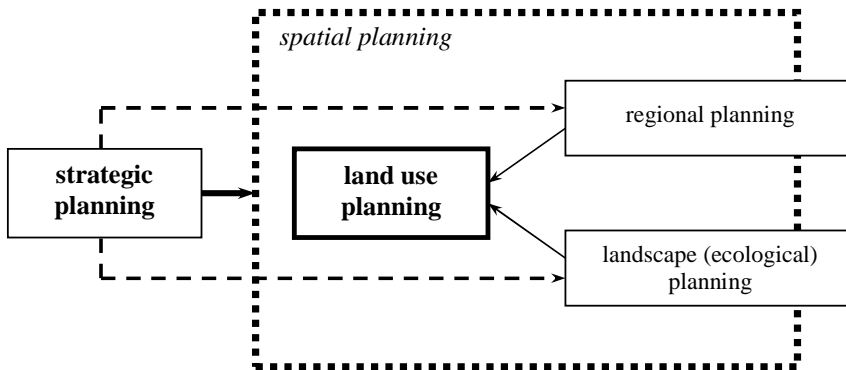 spatial planning
regional planning
strategic
planning
land use
planning
landscape (ecological)
planning